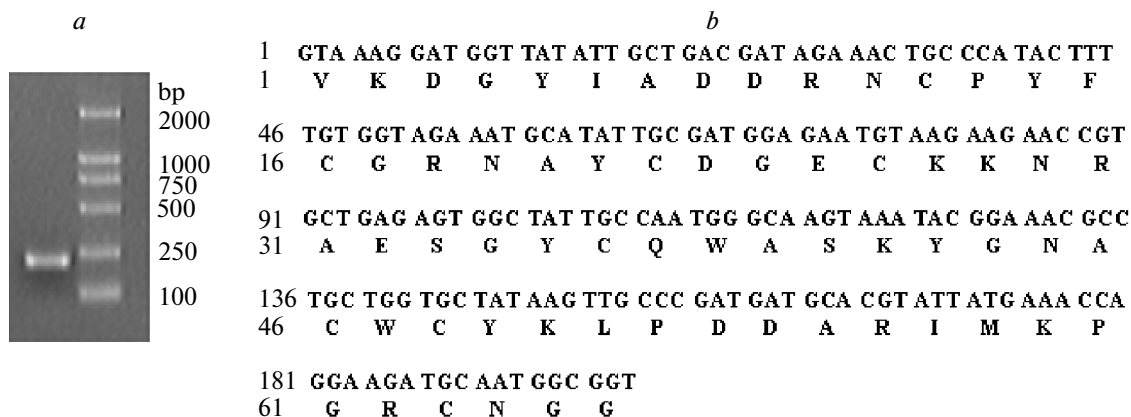 a
b
bp
2000
1000
750
500
250
100
1 GTA AAG GAT GGT TAT ATT GCT GAC GAT AGA AAC TGC CCA TAC TTT
1 V K D G Y I A D D R N C P Y F
46 TGT GGT AGA AAT GCA TAT TGC GAT GGA GAA TGT AAG AAG AAC CGT
16 C G R N A Y C D G E C K K N R
91 GCT GAG AGT GGC TAT TGC CAA TGG GCA AGT AAA TAC GGA AAC GCC
31 A E S G Y C Q W A S K Y G N A
136 TGC TGG TGC TAT AAG TTG CCC GAT GAT GCA CGT ATT ATG AAA CCA
46 C W C Y K L P D D A R I M K P
181 GGA AGA TGC AAT GGC GGT
61 G R C N G G